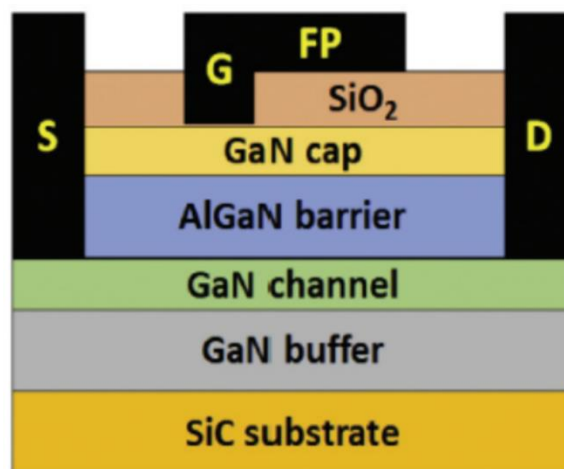 FP
G
SiO₂
S
D
GaN cap
AlGaN barrier
GaN channel
GaN buffer
SiC substrate